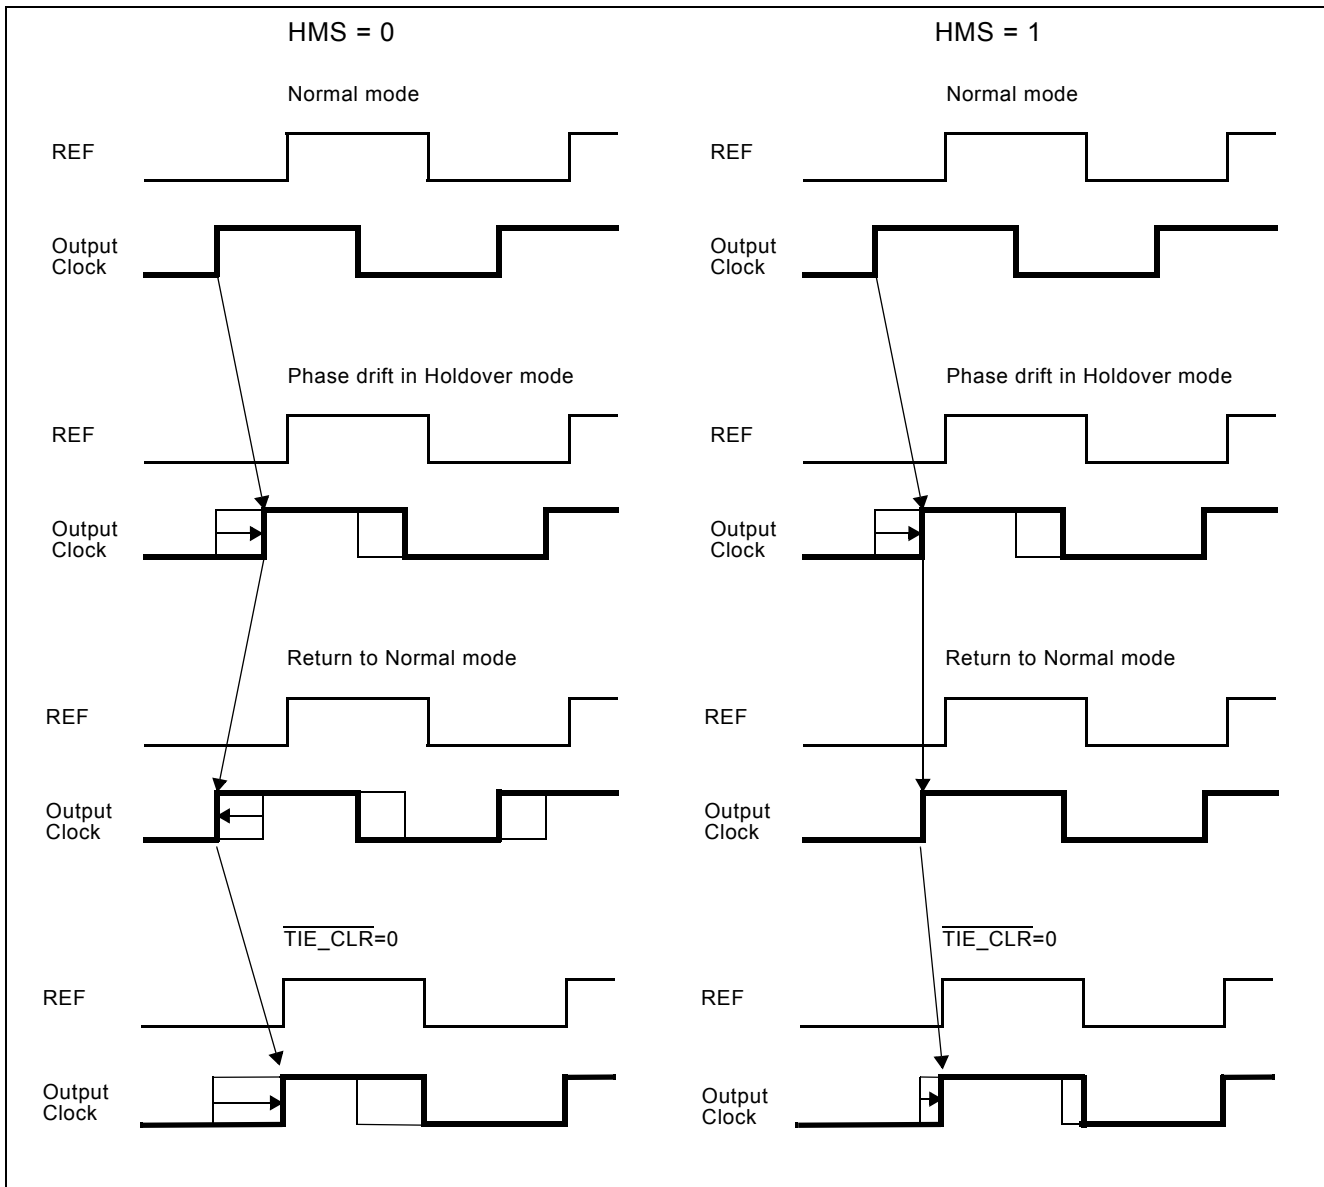 HMS = 0
Normal mode
REF
Output
Clock
Phase drift in Holdover mode
REF
Output
Clock
Return to Normal mode
REF
Output
Clock
TIE_CLR=0
REF
Output
Clock
HMS = 1
Normal mode
REF
Output
Clock
Phase drift in Holdover mode
REF
Output
Clock
Return to Normal mode
REF
Output
Clock
TIE_CLR=0
REF
Output
Clock